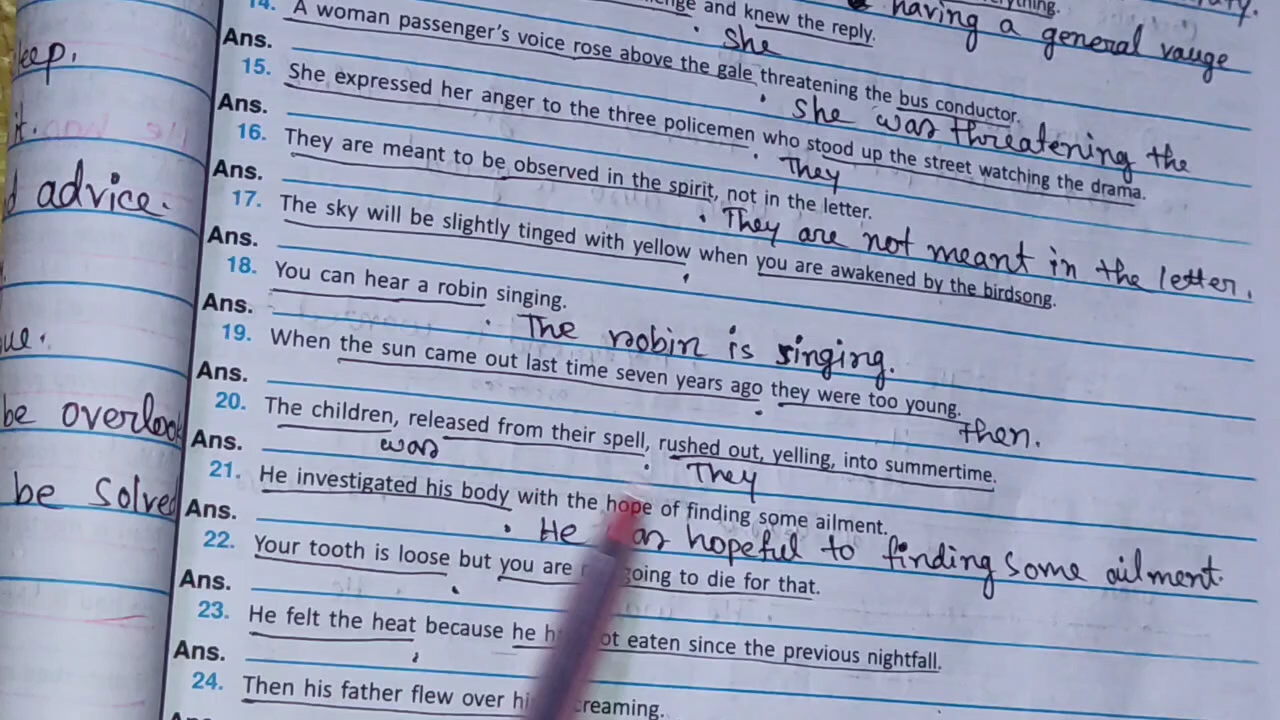 and knew the reply.
having a general vauge
14. A woman passenger's voice rose above the gale threatening the bus conductor.
Ans. She
15. She expressed her anger to the three policemen who stood up the street watching the drama.
Ans. She was threatening the
16. They are meant to be observed in the spirit, not in the letter.
Ans. They
17. The sky will be slightly tinged with yellow when you are awakened by the birdsong.
Ans. They are not meant in the letter.
18. You can hear a robin singing.
Ans. The robin is singing.
19. When the sun came out last time seven years ago they were too young.
Ans. then.
20. The children, released from their spell, rushed out, yelling, into summertime.
Ans. was They
21. He investigated his body with the hope of finding some ailment.
Ans. He hopeful to finding some ailment.
22. Your tooth is loose but you are going to die for that.
Ans.
23. He felt the heat because he eaten since the previous nightfall.
Ans.
24. Then his father flew over
it.
advice.
be overlook
be solved